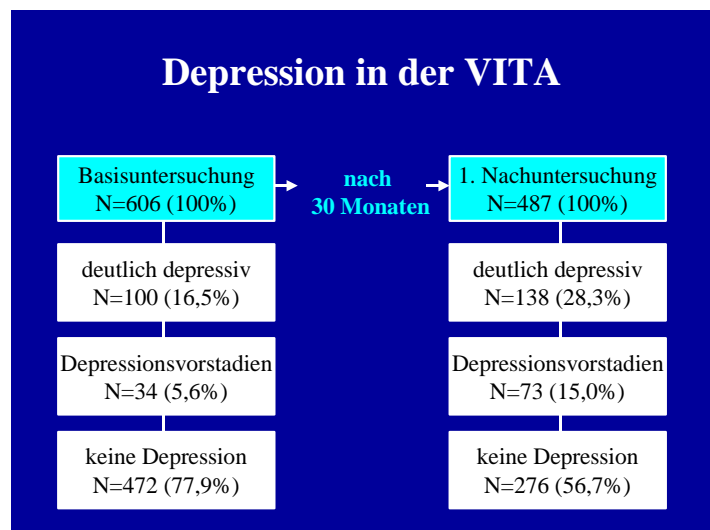 Depression in der VITA
Basisuntersuchung
N=606 (100%)
nach
30 Monaten
1. Nachuntersuchung
N=487 (100%)
deutlich depressiv
N=100 (16,5%)
deutlich depressiv
N=138 (28,3%)
Depressionsvorstadien
N=34 (5,6%)
Depressionsvorstadien
N=73 (15,0%)
keine Depression
N=472 (77,9%)
keine Depression
N=276 (56,7%)